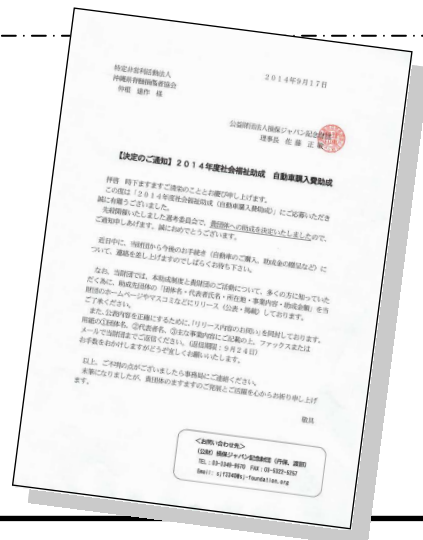 2014年9月17日
特定非営利活動法人
沖縄県脊髄損傷者協会
仲根 建作 様
公益財団法人損保ジャパン記念財団
理事長 佐藤 正敏
【決定のご通知】2014年度社会福祉助成 自動車購入費助成
拝啓 時下ますますご清栄のこととお慶び申し上げます。
この度は「2014年度社会福祉助成(自動車購入費助成)」にご応募いただき
誠に有難うございました。
先程開催いたしました選考委員会で、貴団体への助成を決定いたしましたので、
ご通知申しあげます。誠におめでとうございます。
近日中に、当財団から今後のお手続き(自動車のご購入、助成金の贈呈など)に
ついて、連絡を差し上げますのでしばらくお待ち下さい。
なお、当財団では、本助成制度と貴財団のご活動について、多くの方に知っていた
だく為に、助成先団体の「団体名・代表者氏名・所在地・事業内容・助成金額」を当
財団のホームページやマスコミなどにリリース(公表・掲載)しております。
ご了承ください。
また、公表内容を正確にするために、「リリース内容のお伺い」を同封しております。
用紙の①団体名、②代表者名、③主な事業内容にご記載の上、ファックスまたは
メールで当財団までご返信ください。(返信期限:9月24日)
お手数をおかけしますがどうぞ宜しくお願いいたします。
以上、ご不明の点がございましたら事務局にご連絡ください。
末筆になりましたが、貴団体のますますのご発展とご活躍を心からお祈り申し上げ
ます。
敬具
<お問い合わせ先>
(公財)損保ジャパン記念財団
TEL:03-3349-9570 FAX:03-5322-5257
Email: